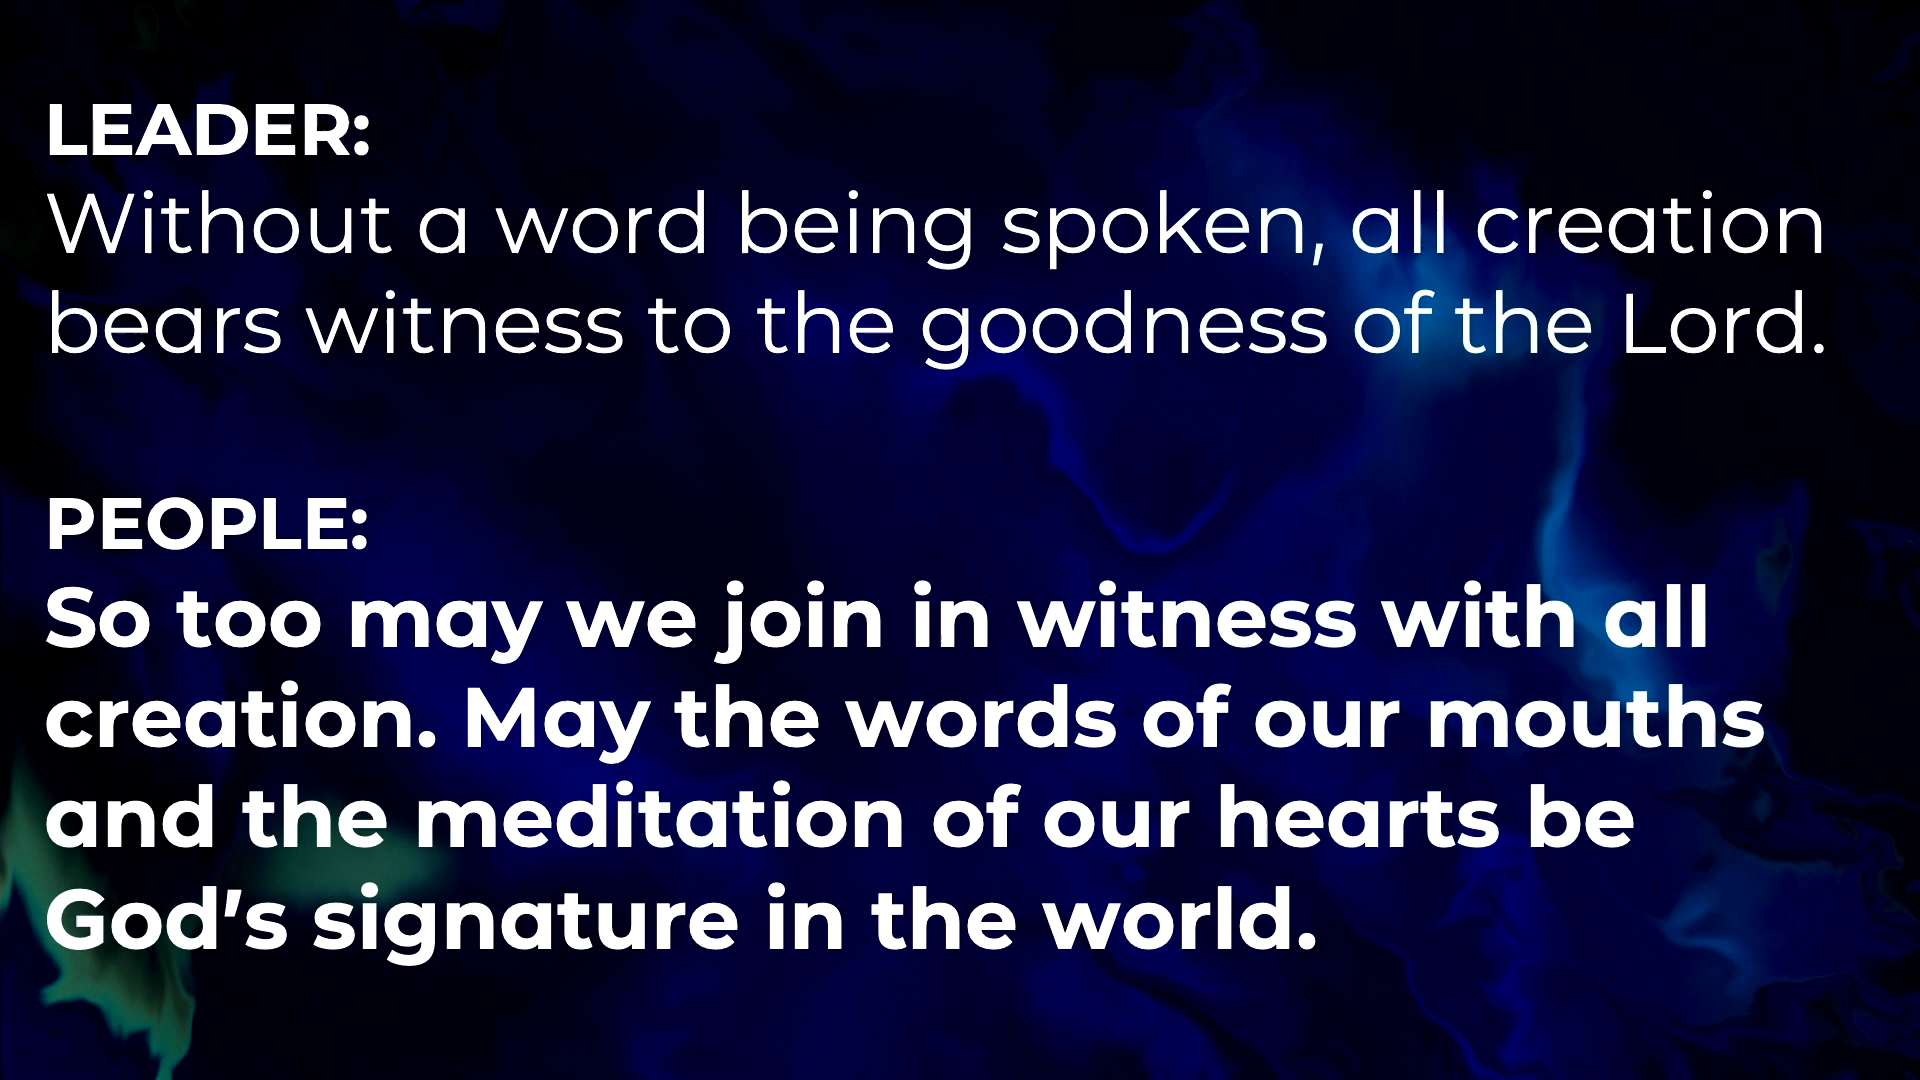 LEADER:
Without a word being spoken, all creation
bears witness to the goodness of the Lord.
PEOPLE:
So too may we join in witness with all
creation. May the words of our mouths
and the meditation of our hearts be
God’s signature in the world.